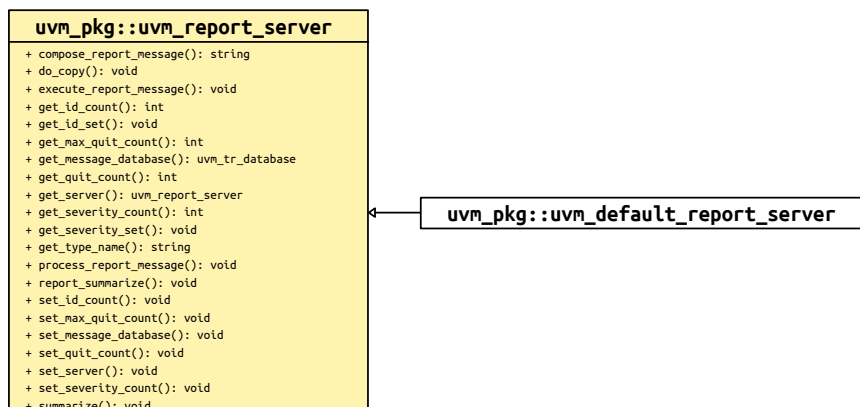 uvm_pkg::uvm_report_server
+ compose_report_message(): string
+ do_copy(): void
+ execute_report_message(): void
+ get_id_count(): int
+ get_id_set(): void
+ get_max_quit_count(): int
+ get_message_database(): uvm_tr_database
+ get_quit_count(): int
+ get_server(): uvm_report_server
+ get_severity_count(): int
+ get_severity_set(): void
+ get_type_name(): string
+ process_report_message(): void
+ report_summarize(): void
+ set_id_count(): void
+ set_max_quit_count(): void
+ set_message_database(): void
+ set_quit_count(): void
+ set_server(): void
+ set_severity_count(): void
+ summarize(): void
uvm_pkg::uvm_default_report_server